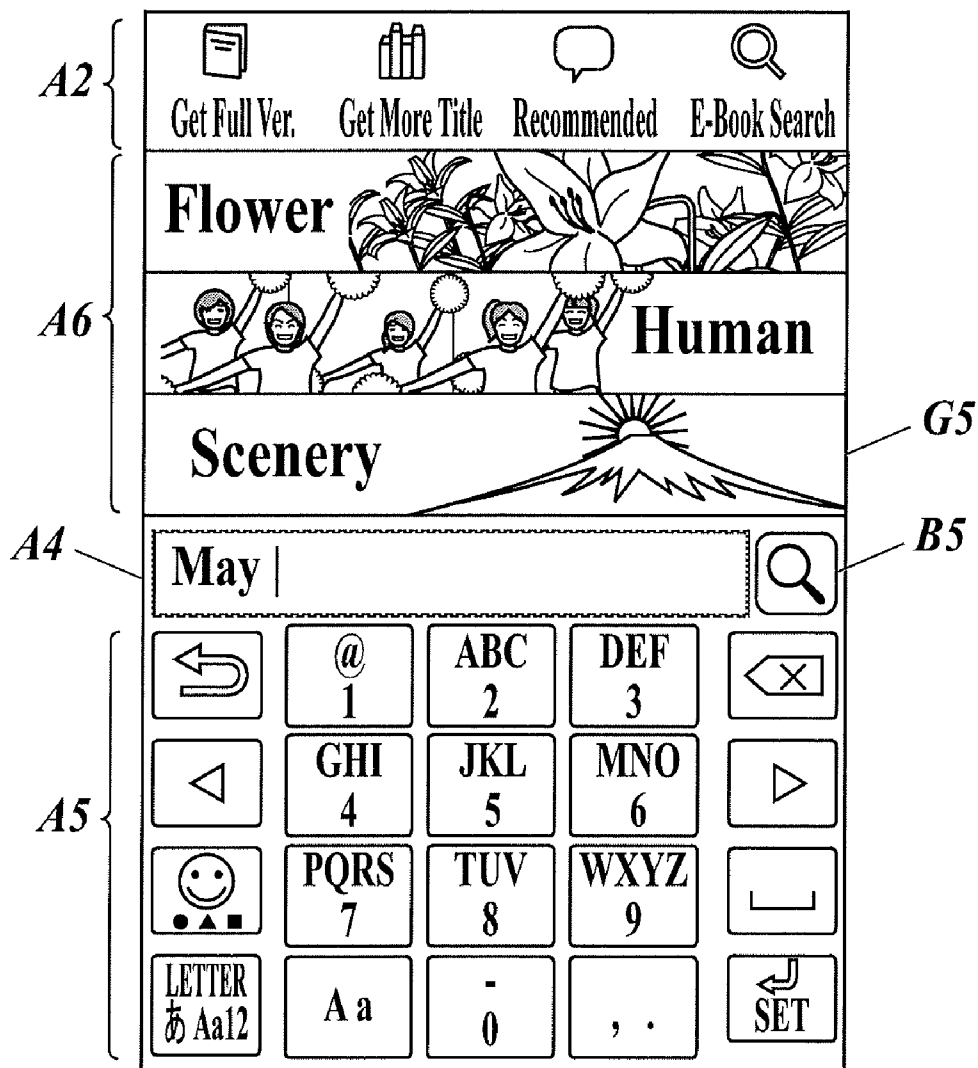 A2
Get Full Ver. Get More Title Recommended E-Book Search
A6
Flower
Human
Scenery
G5
A4
May
B5
A5
@ ABC DEF
1 2 3
GHI JKL MNO
4 5 6
PQRS TUV WXYZ
7 8 9
LETTER
あ Aa12
A a
-
0
, .
SET